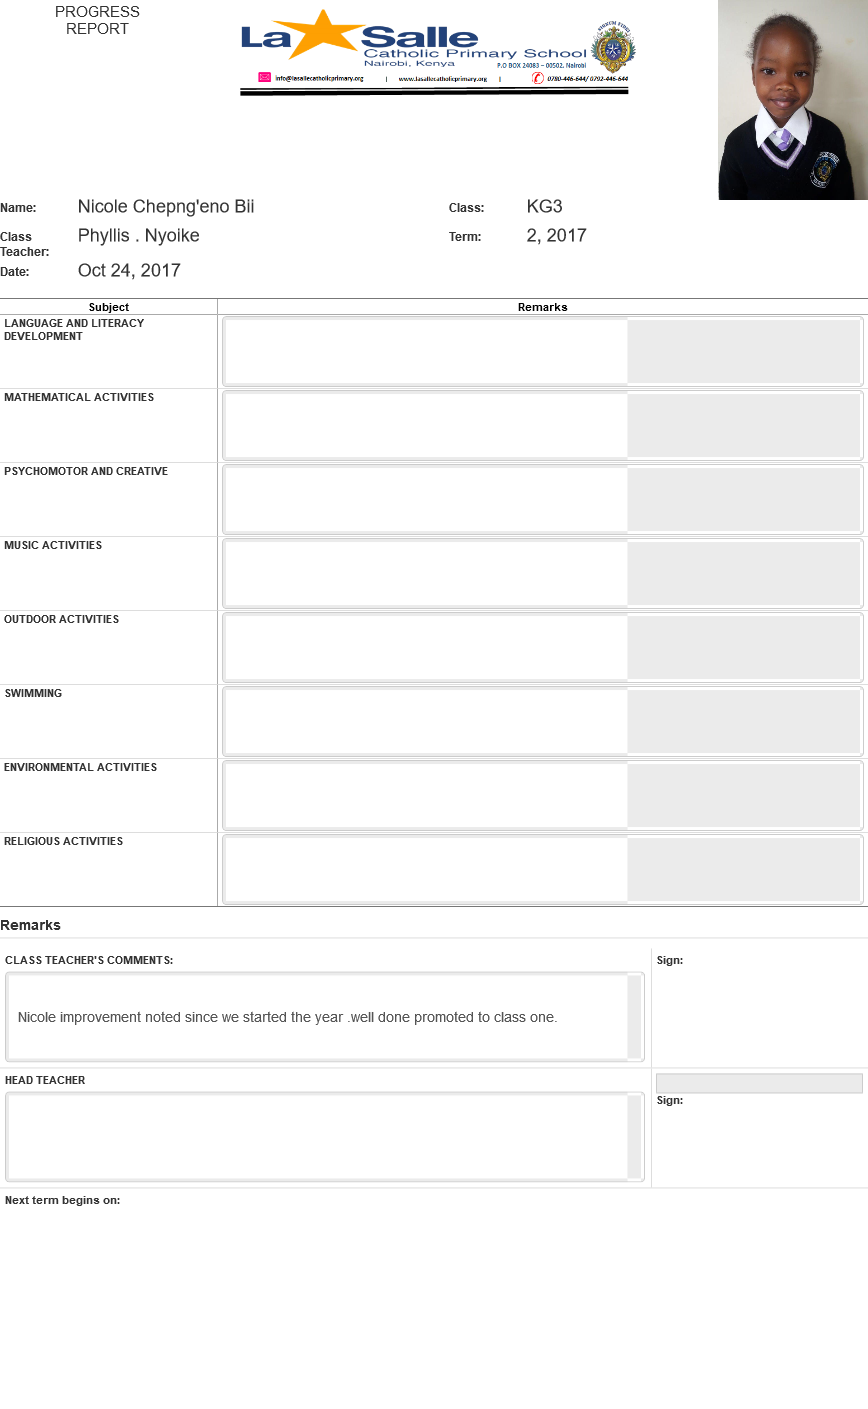 PROGRESS
REPORT
La Salle
Catholic Primary School
Nairobi, Kenya
P.O BOX 24083 – 00502, Nairobi
info@lasallecatholicprimary.org | www.lasallecatholicprimary.org | 0780-446-644/ 0792-446-644
Name: Nicole Chepng'eno Bii Class: KG3
Class Teacher: Phyllis . Nyoike Term: 2, 2017
Date: Oct 24, 2017
Subject Remarks
LANGUAGE AND LITERACY
DEVELOPMENT
MATHEMATICAL ACTIVITIES
PSYCHOMOTOR AND CREATIVE
MUSIC ACTIVITIES
OUTDOOR ACTIVITIES
SWIMMING
ENVIRONMENTAL ACTIVITIES
RELIGIOUS ACTIVITIES
Remarks
CLASS TEACHER'S COMMENTS: Sign:
Nicole improvement noted since we started the year .well done promoted to class one.
HEAD TEACHER
Sign:
Next term begins on: